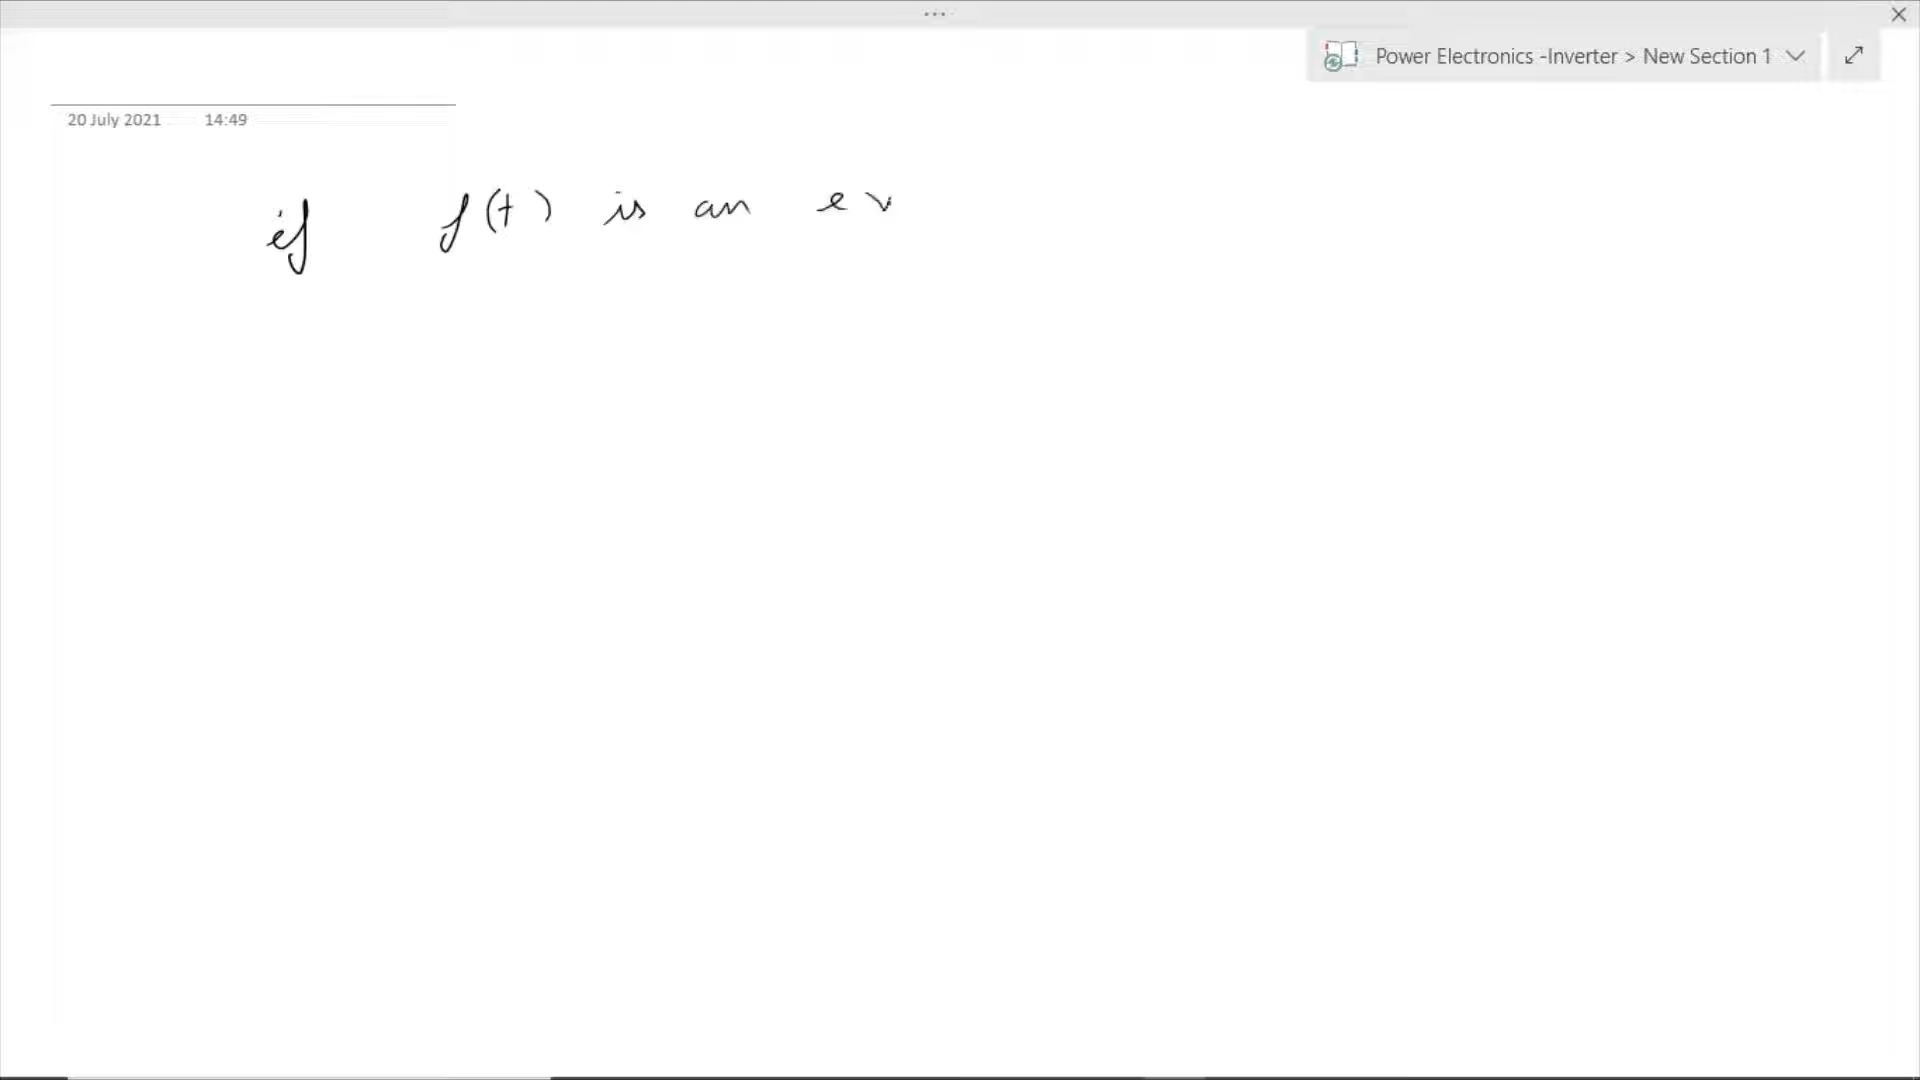 Power Electronics -Inverter > New Section 1
20 July 2021 14:49
if f(t) is an ev